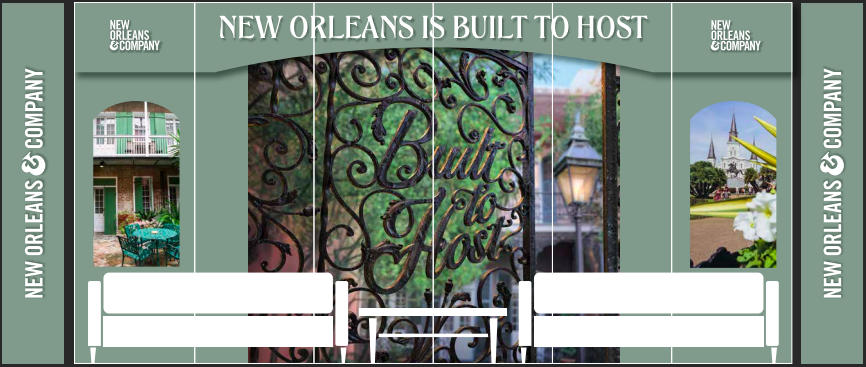 NEW ORLEANS IS BUILT TO HOST
NEW
ORLEANS
&COMPANY
NEW
ORLEANS
&COMPANY
NEW ORLEANS & COMPANY
Built
to
Host
NEW ORLEANS & COMPANY